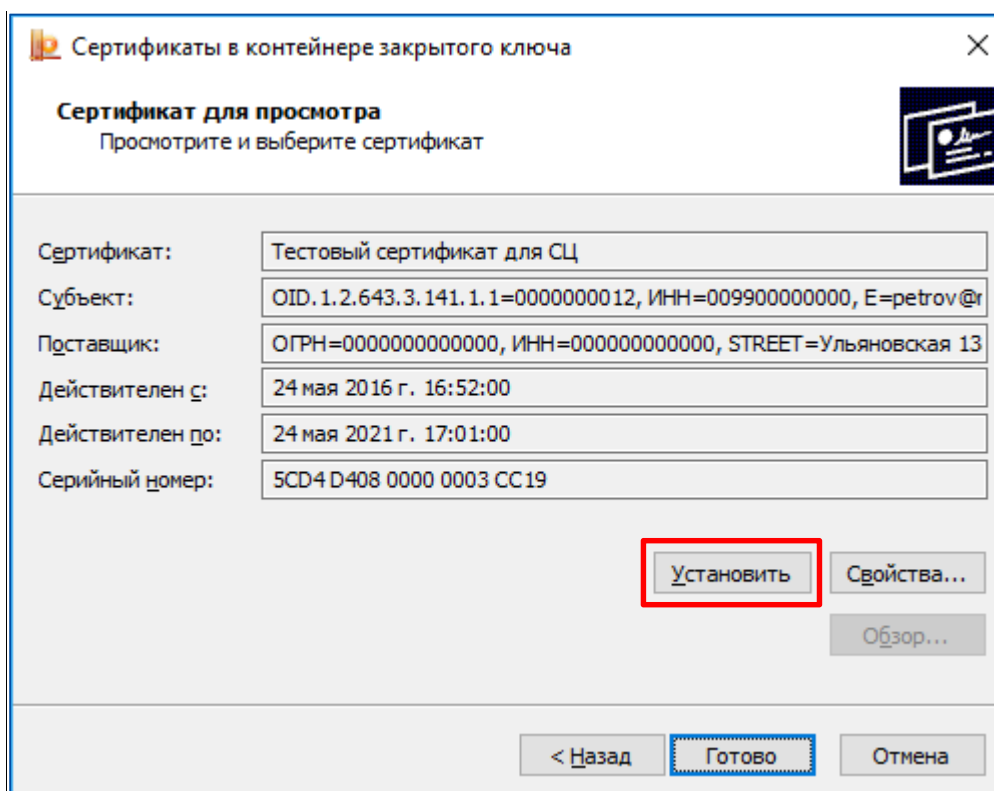 Сертификаты в контейнере закрытого ключа
Сертификат для просмотра
Просмотрите и выберите сертификат
Сертификат: Тестовый сертификат для СЦ
Субъект: OID.1.2.643.3.141.1.1=0000000012, ИНН=009900000000, E=petrov@
Поставщик: ОГРН=0000000000000, ИНН=000000000000, STREET=Ульяновская 13
Действителен с: 24 мая 2016 г. 16:52:00
Действителен по: 24 мая 2021 г. 17:01:00
Серийный номер: 5CD4 D408 0000 0003 CC19
Установить Свойства...
Обзор...
< Назад Готово Отмена